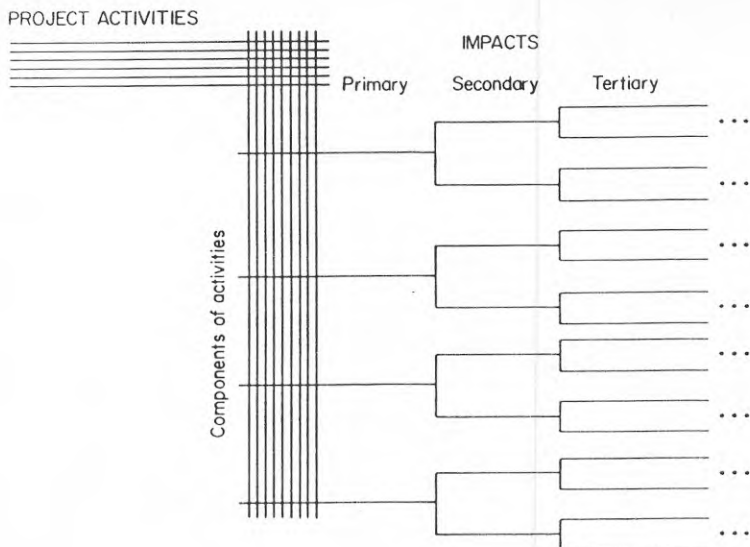 PROJECT ACTIVITIES
IMPACTS
Primary Secondary Tertiary
Components of activities